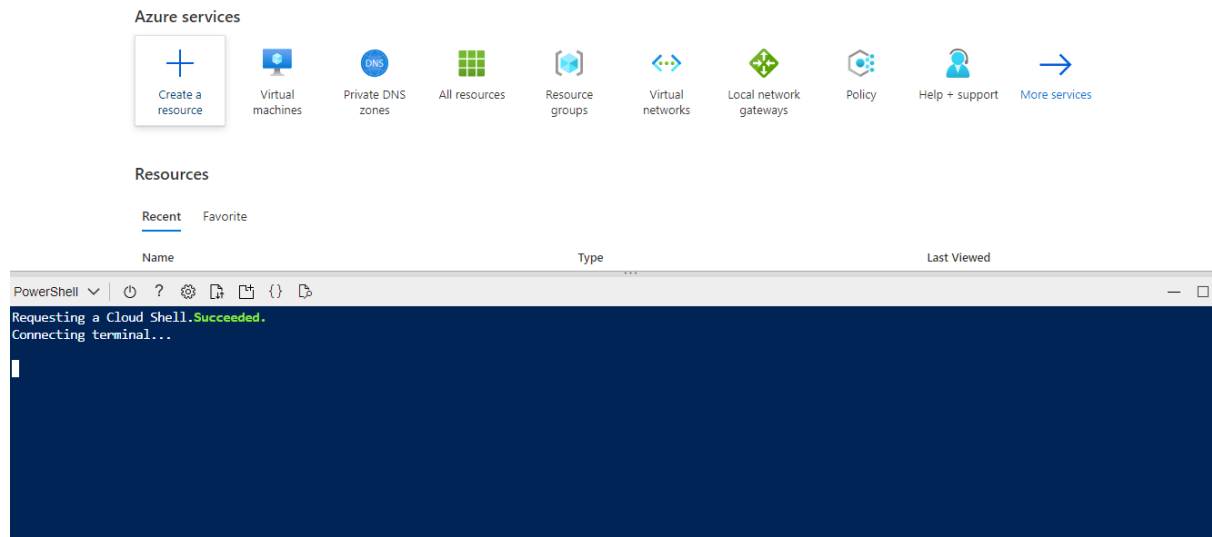 Azure services
Create a resource
Virtual machines
DNS
Private DNS zones
All resources
Resource groups
Virtual networks
Local network gateways
Policy
Help + support
More services
Resources
Recent Favorite
Name Type Last Viewed
PowerShell ?  {}
Requesting a Cloud Shell.Succeeded.
Connecting terminal...